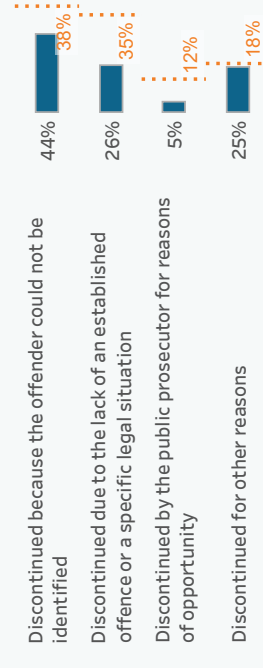 38%
44%
Discontinued because the offender could not be
identified
35%
26%
Discontinued due to the lack of an established
offence or a specific legal situation
12%
5%
Discontinued by the public prosecutor for reasons
of opportunity
18%
25%
Discontinued for other reasons